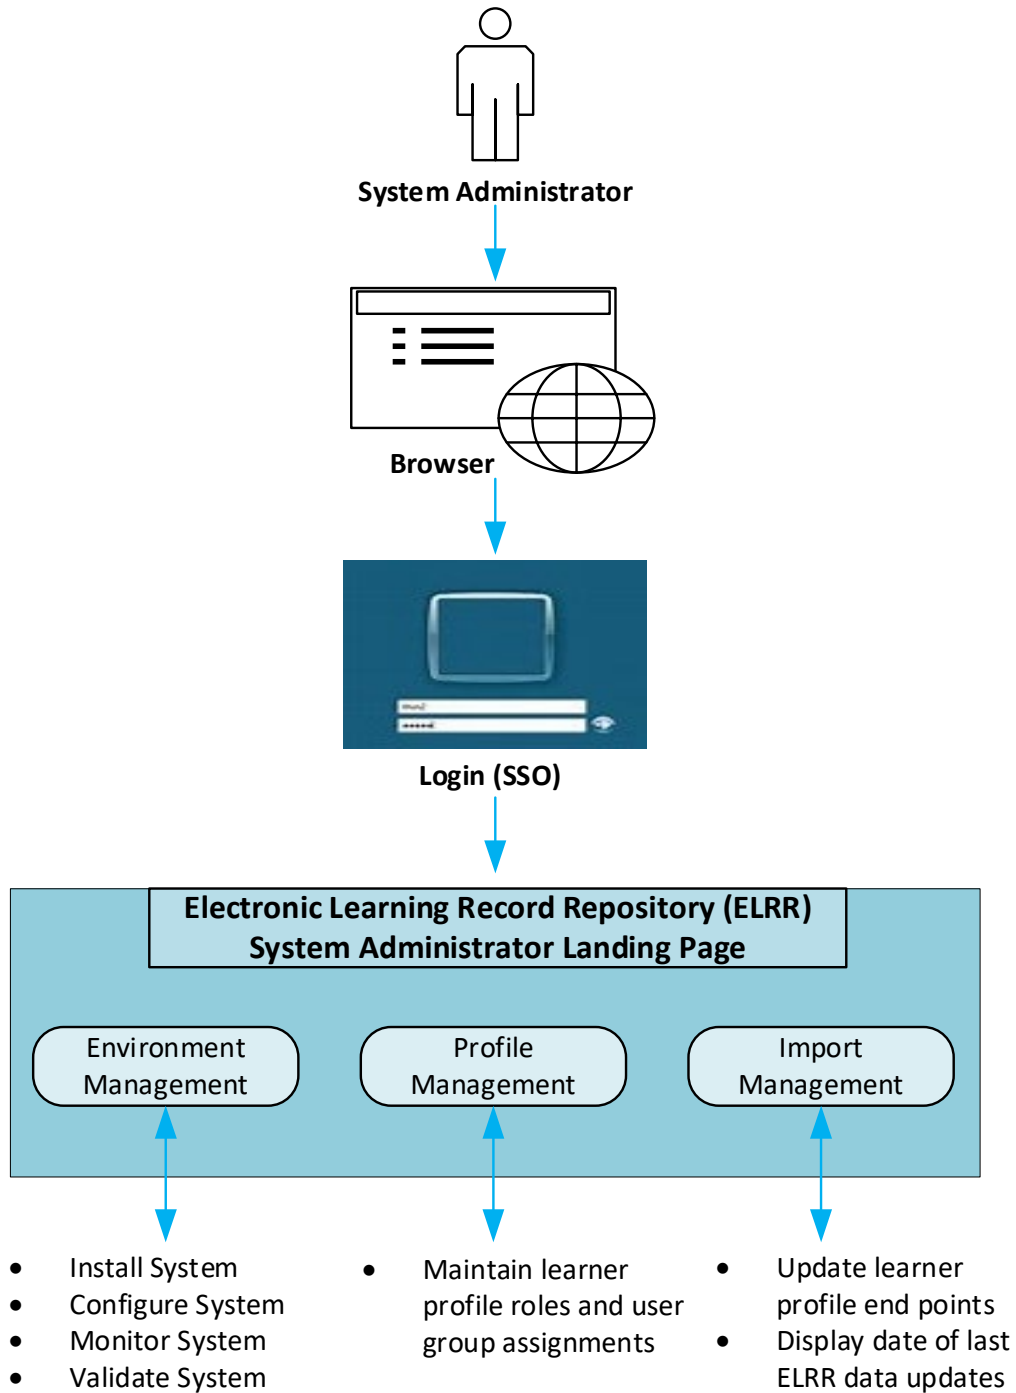 System Administrator
Browser
Login (SSO)
Electronic Learning Record Repository (ELRR)
System Administrator Landing Page
Environment
Management
Profile
Management
Import
Management
• Install System
• Configure System
• Monitor System
• Validate System
• Maintain learner
profile roles and user
group assignments
• Update learner
profile end points
• Display date of last
ELRR data updates